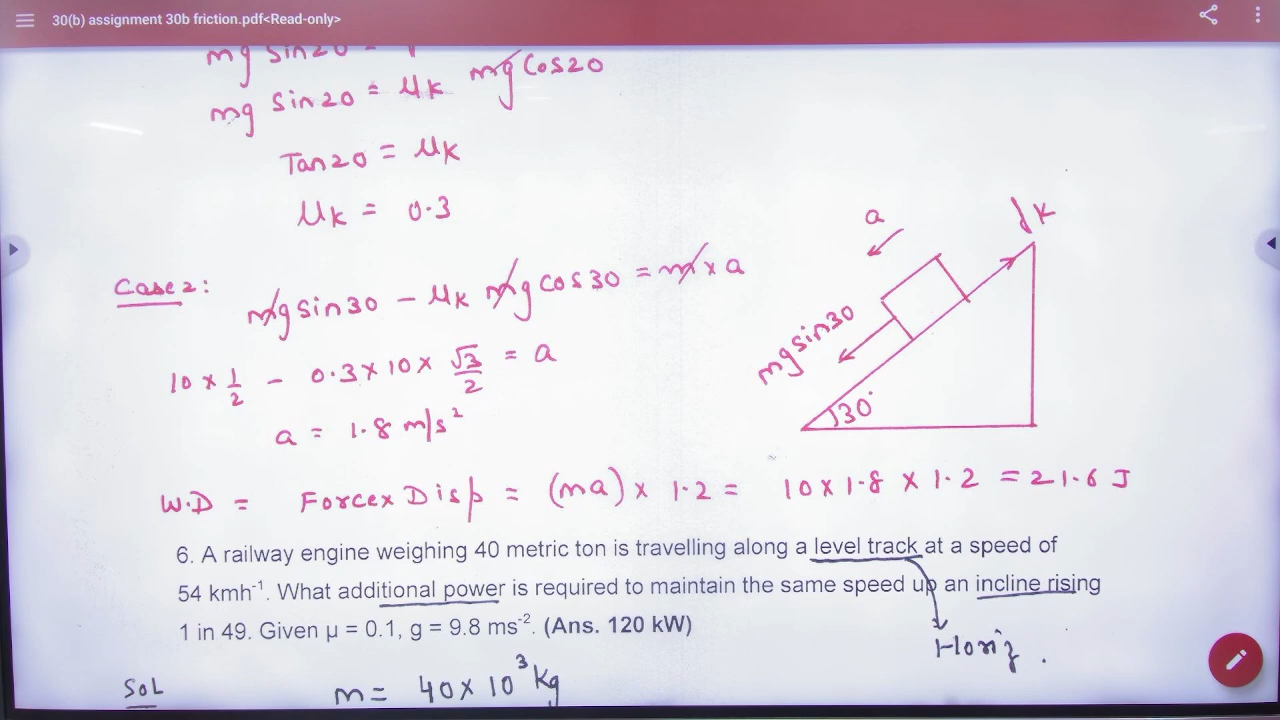 30(b) assignment 30b friction.pdf<Read-only>
mg sin20 =
mg sin20 = μk mg cos20
Tan20 = μk
μk = 0.3
Case 2:
mg sin30 − μk mg cos30 = m x a
10 × 1/2 − 0.3 × 10 × √3/2 = a
a = 1.8 m/s²
a
fk
mg sin30
30°
W.D = Force x Disp = (ma) × 1.2 = 10 × 1.8 × 1.2 = 21.6 J
6. A railway engine weighing 40 metric ton is travelling along a level track at a speed of
54 kmh⁻¹. What additional power is required to maintain the same speed up an incline rising
1 in 49. Given μ = 0.1, g = 9.8 ms⁻². (Ans. 120 kW)
Horiz.
SOL
m = 40 × 10³ kg